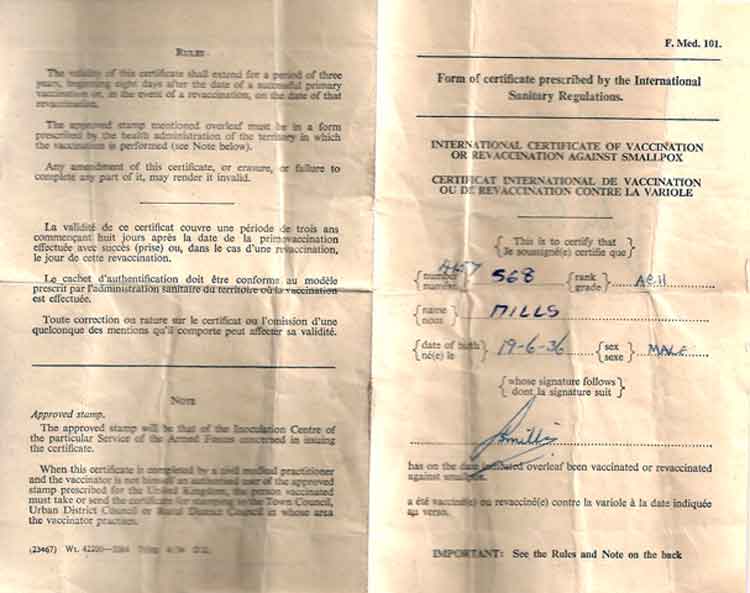 RULES
The validity of this certificate shall extend for a period of three
years, beginning eight days after the date of a successful primary
vaccination or, in the event of a revaccination, on the date of that
revaccination.
The approved stamp mentioned overleaf must be in a form
prescribed by the health administration of the territory in which
the vaccination is performed (see Note below).
Any amendment of this certificate, or erasure, or failure to
complete any part of it, may render it invalid.
La validité de ce certificat couvre une période de trois ans
commençant huit jours après la date de la primovaccination
effectuée avec succès (prise) ou, dans le cas d'une revaccination,
le jour de cette revaccination.
Le cachet d'authentification doit être conforme au modèle
prescrit par l'administration sanitaire du territoire où la vaccination
est effectuée.
Toute correction ou rature sur le certificat ou l'omission d'une
quelconque des mentions qu'il comporte peut affecter sa validité.
NOTE
Approved stamp.
The approved stamp will be that of the Inoculation Centre of
the particular Service of the Armed Forces concerned in issuing
the certificate.
When this certificate is completed by a civil medical practitioner
and the vaccinator is not himself an authorised user of the approved
stamp prescribed for the United Kingdom, the person vaccinated
must take or send the certificate for stamping to the Town Council,
Urban District Council or Rural District Council in whose area
the vaccinator practises.
(23467) Wt. 42200
F. Med. 101.
Form of certificate prescribed by the International
Sanitary Regulations.
INTERNATIONAL CERTIFICATE OF VACCINATION
OR REVACCINATION AGAINST SMALLPOX
CERTIFICAT INTERNATIONAL DE VACCINATION
OU DE REVACCINATION CONTRE LA VARIOLE
This is to certify that
Je soussigné(e) certifie que
number 568 rank
numéro grade
name MILLS
nom
date of birth 19-6-36 sex MALE
né(e) le sexe
whose signature follows
dont la signature suit
has on the date indicated overleaf been vaccinated or revaccinated
against smallpox.
a été vacciné(e) ou revacciné(e) contre la variole à la date indiquée
au verso.
IMPORTANT: See the Rules and Note on the back